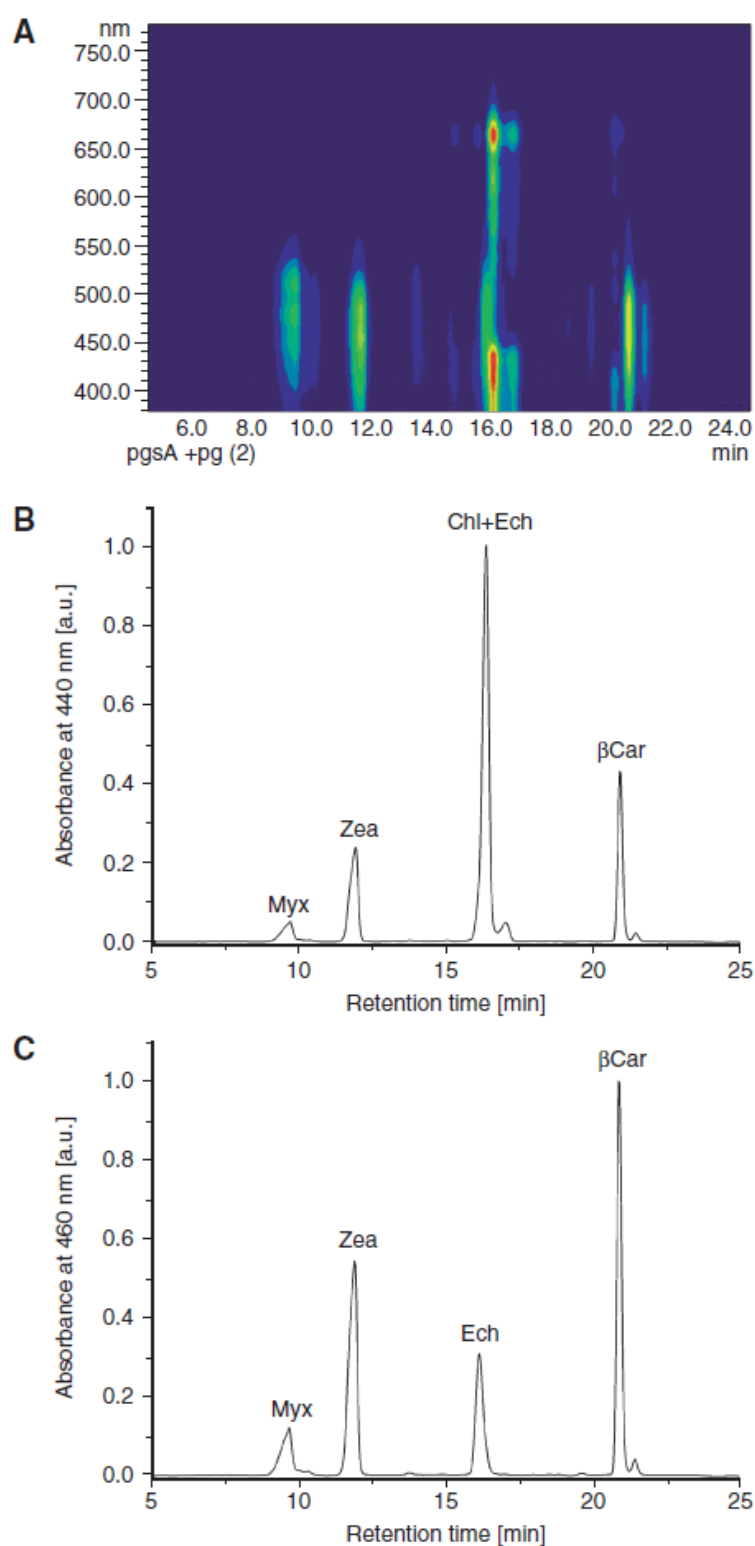 A
nm
750.0
700.0
650.0
600.0
550.0
500.0
450.0
400.0
6.0 8.0 10.0 12.0 14.0 16.0 18.0 20.0 22.0 24.0
pgsA +pg (2) min
B
Chl+Ech
1.0
0.8
βCar
0.6
0.4
Zea
0.2
Myx
0.0
5 10 15 20 25
Absorbance at 440 nm [a.u.]
Retention time [min]
C
βCar
1.0
0.8
Zea
0.6
0.4
Ech
0.2
Myx
0.0
5 10 15 20 25
Absorbance at 460 nm [a.u.]
Retention time [min]